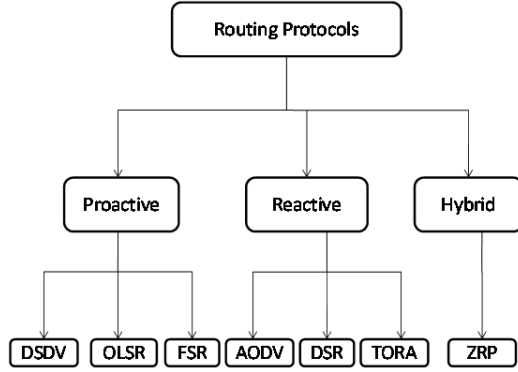 Routing Protocols
Proactive
Reactive
Hybrid
DSDV
OLSR
FSR
AODV
DSR
TORA
ZRP